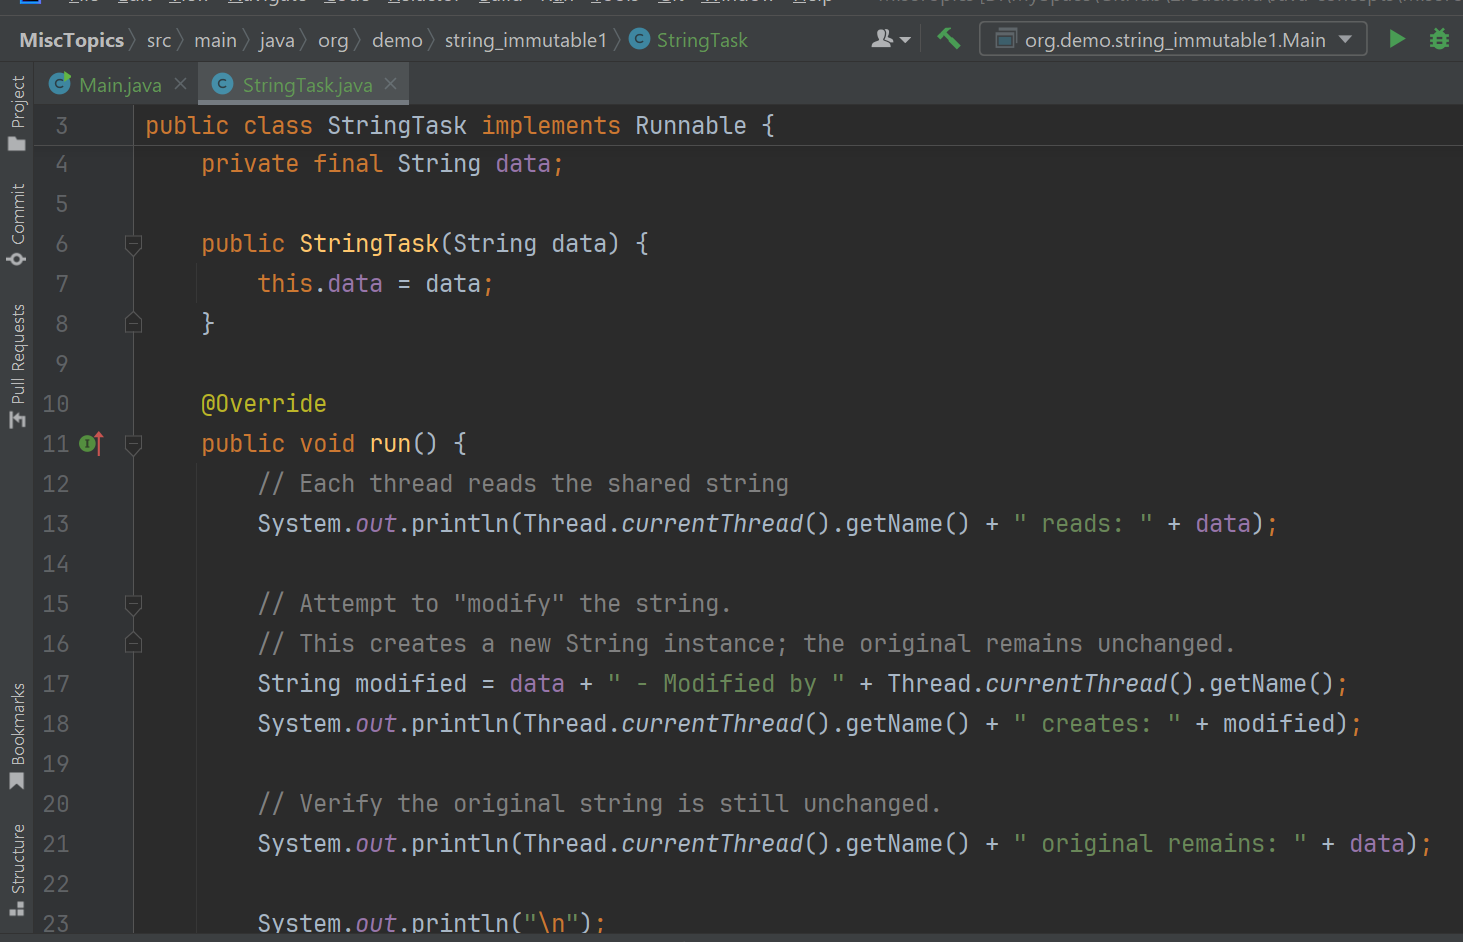 MiscTopics src main java org demo string_immutable1 StringTask org.demo.string_immutable1.Main
Main.java StringTask.java
Project
Commit
Pull Requests
Bookmarks
Structure
3 public class StringTask implements Runnable {
4 private final String data;
5
6 public StringTask(String data) {
7 this.data = data;
8 }
9
10 @Override
11 public void run() {
12 // Each thread reads the shared string
13 System.out.println(Thread.currentThread().getName() + " reads: " + data);
14
15 // Attempt to "modify" the string.
16 // This creates a new String instance; the original remains unchanged.
17 String modified = data + " - Modified by " + Thread.currentThread().getName();
18 System.out.println(Thread.currentThread().getName() + " creates: " + modified);
19
20 // Verify the original string is still unchanged.
21 System.out.println(Thread.currentThread().getName() + " original remains: " + data);
22
23 System.out.println("\n");